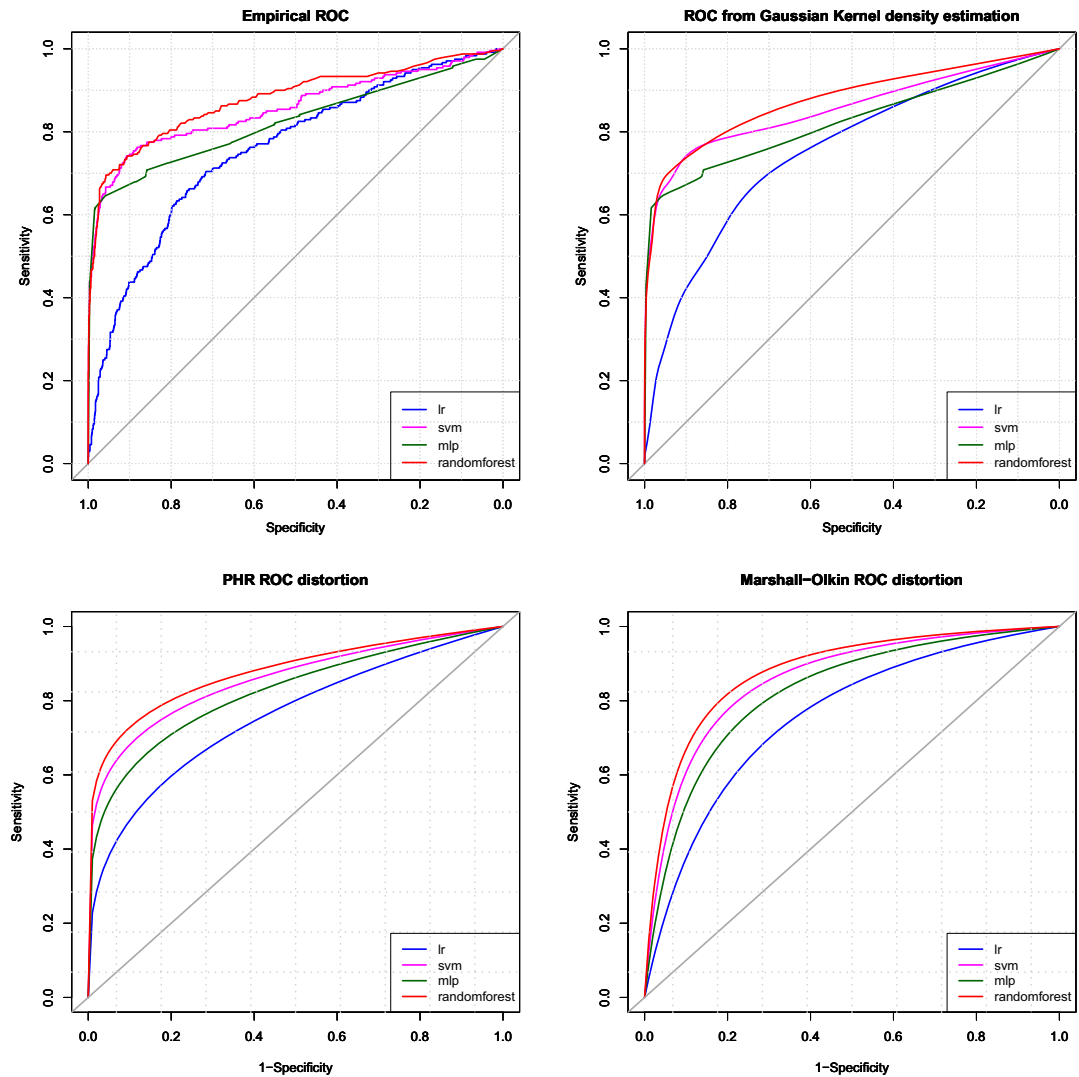 Empirical ROC
Sensitivity
0.0 0.2 0.4 0.6 0.8 1.0
lr
svm
mlp
randomforest
1.0 0.8 0.6 0.4 0.2 0.0
Specificity
ROC from Gaussian Kernel density estimation
Sensitivity
0.0 0.2 0.4 0.6 0.8 1.0
lr
svm
mlp
randomforest
1.0 0.8 0.6 0.4 0.2 0.0
Specificity
PHR ROC distortion
Sensitivity
0.0 0.2 0.4 0.6 0.8 1.0
lr
svm
mlp
randomforest
0.0 0.2 0.4 0.6 0.8 1.0
1−Specificity
Marshall−Olkin ROC distortion
Sensitivity
0.0 0.2 0.4 0.6 0.8 1.0
lr
svm
mlp
randomforest
0.0 0.2 0.4 0.6 0.8 1.0
1−Specificity